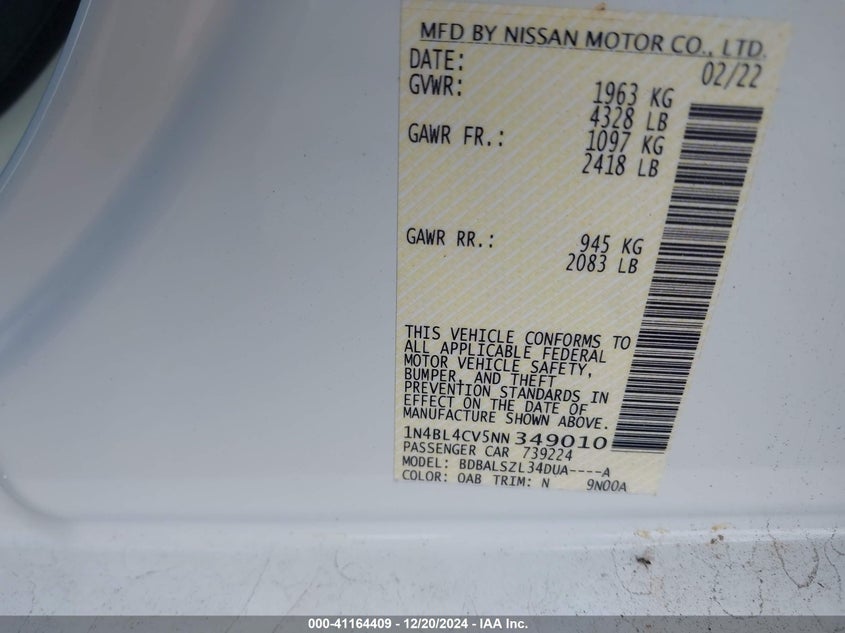 MFD BY NISSAN MOTOR CO., LTD.
DATE: 02/22
GVWR: 1963 KG
4328 LB
GAWR FR.: 1097 KG
2418 LB
GAWR RR.: 945 KG
2083 LB
THIS VEHICLE CONFORMS TO
ALL APPLICABLE FEDERAL
MOTOR VEHICLE SAFETY,
BUMPER, AND THEFT
PREVENTION STANDARDS IN
EFFECT ON THE DATE OF
MANUFACTURE SHOWN ABOVE.
1N4BL4CV5NN 349010
PASSENGER CAR 739224
MODEL: BDBALSZL34DUA----A
COLOR: QAB TRIM: N 9N00A
000-41164409 - 12/20/2024 - IAA Inc.